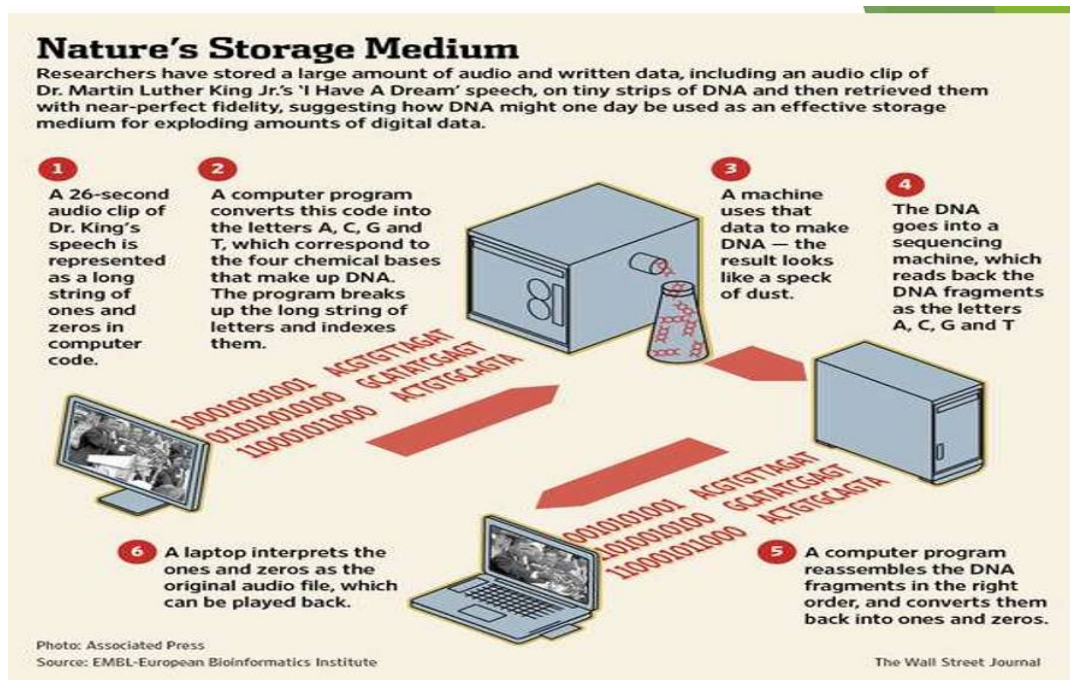 Nature's Storage Medium
Researchers have stored a large amount of audio and written data, including an audio clip of
Dr. Martin Luther King Jr.'s 'I Have A Dream' speech, on tiny strips of DNA and then retrieved them
with near-perfect fidelity, suggesting how DNA might one day be used as an effective storage
medium for exploding amounts of digital data.
1
A 26-second
audio clip of
Dr. King's
speech is
represented
as a long
string of
ones and
zeros in
computer
code.
2
A computer program
converts this code into
the letters A, C, G and
T, which correspond to
the four chemical bases
that make up DNA.
The program breaks
up the long string of
letters and indexes
them.
3
A machine
uses that
data to make
DNA — the
result looks
like a speck
of dust.
4
The DNA
goes into a
sequencing
machine, which
reads back the
DNA fragments
as the letters
A, C, G and T
100010101001 ACGTGTTAGAT
011010010100 GCATATCGAGT
110001011000 ACTGTGCAGTA
0010101001 ACGTGTTAGAT
1010010100 GCATATCGAGT
110001011000 ACTGTGCAGTA
5
A computer program
reassembles the DNA
fragments in the right
order, and converts them
back into ones and zeros.
6
A laptop interprets the
ones and zeros as the
original audio file, which
can be played back.
Photo: Associated Press
Source: EMBL-European Bioinformatics Institute
The Wall Street Journal